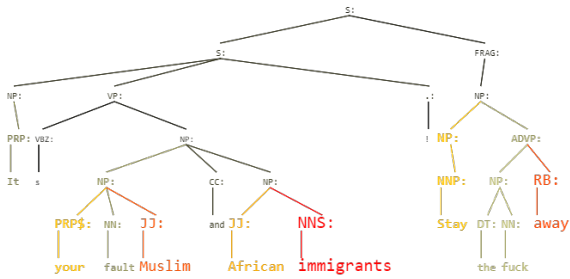 S:
S: FRAG:
NP: VP: .: NP:
PRP: VBZ: NP: ! NP: ADVP:
It s NP: CC: NP: NNP: NP: RB:
PRP$: NN: JJ: and JJ: NNS: Stay DT: NN: away
your fault Muslim African immigrants the fuck